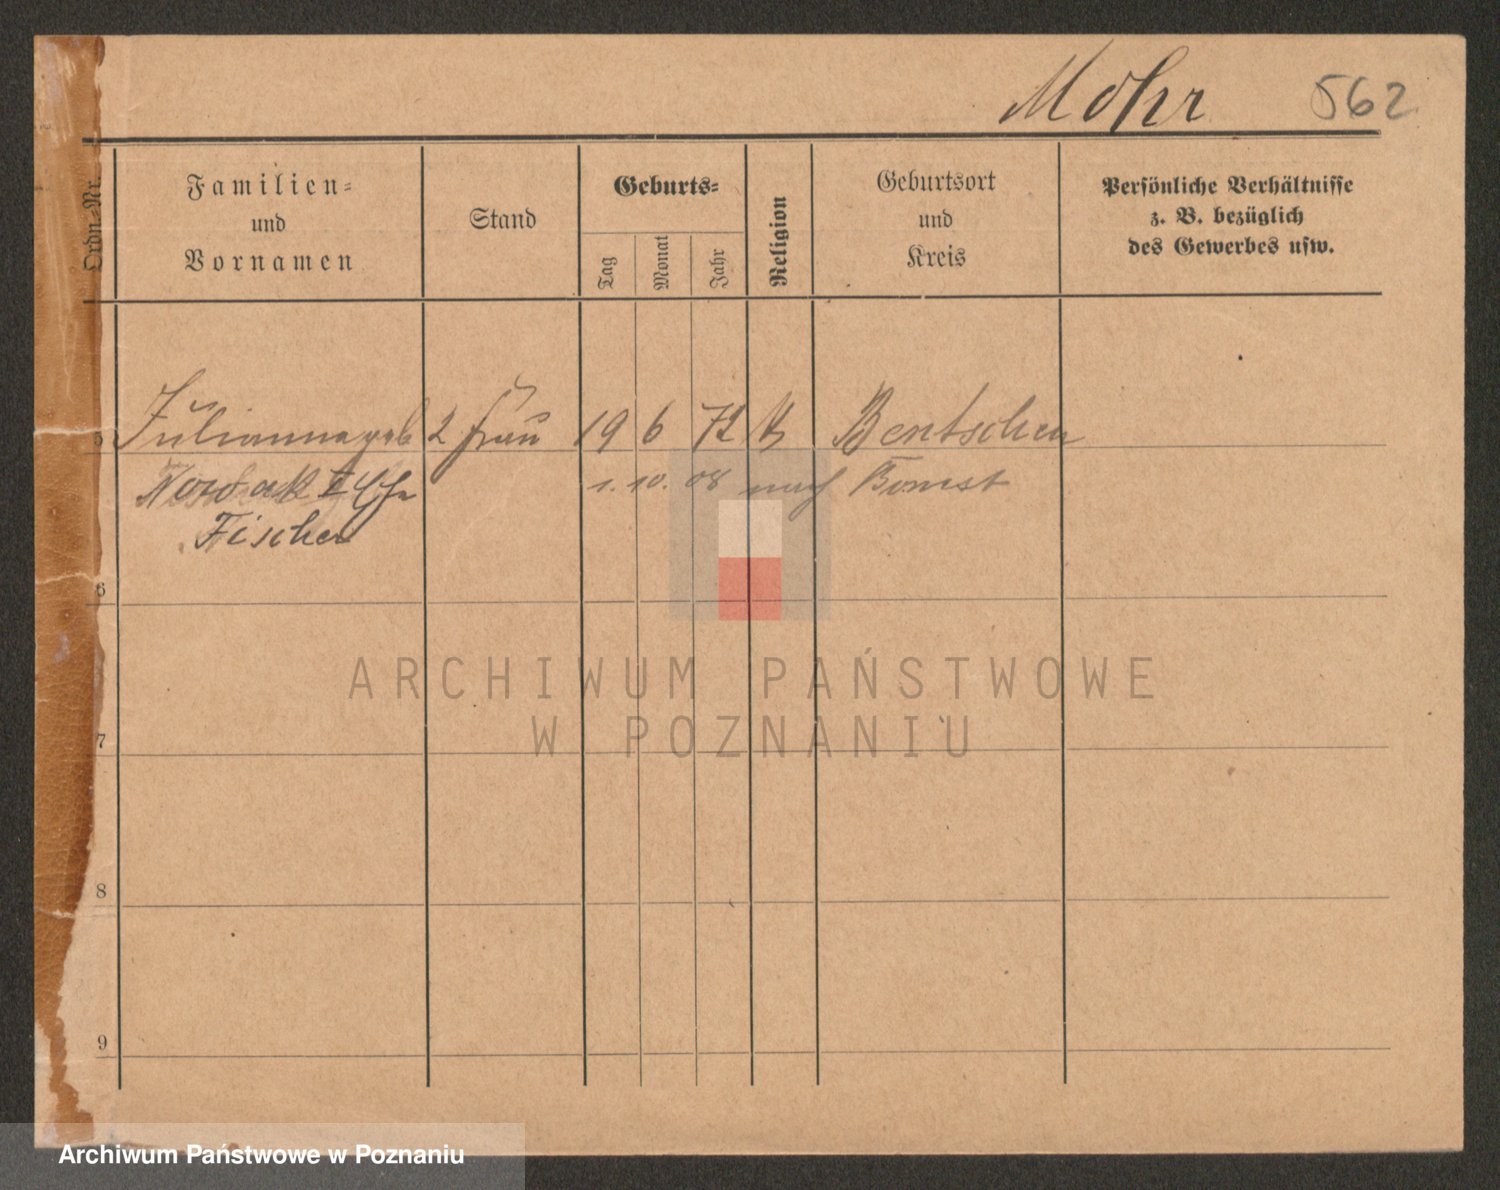 Mohr 562
Ordn.-Nr.
Familien-
und
Vornamen
Stand
Geburts-
Tag
Monat
Jahr
Religion
Geburtsort
und
Kreis
Persönliche Verhältnisse
z. B. bezüglich
des Gewerbes usw.
5 Julianna geb 2 Frau 19 6 72 k Bentschen
Nowak I Ehe 1. 10. 08 nach Bomst
Fischer
6
ARCHIWUM PAŃSTWOWE
W POZNANIU
7
8
9
Archiwum Państwowe w Poznaniu